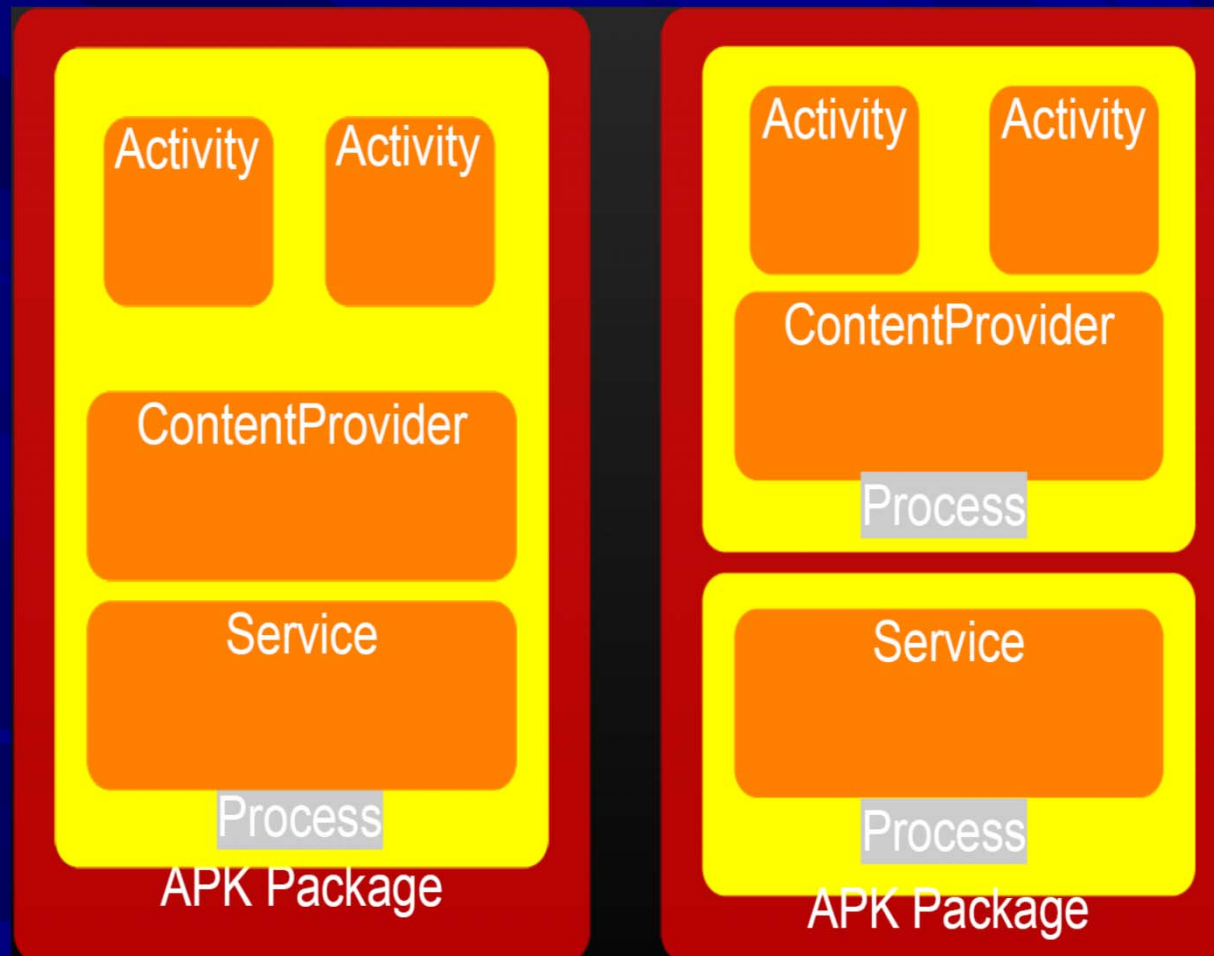 Activity Activity
ContentProvider
Service
Process
APK Package
Activity Activity
ContentProvider
Process
Service
Process
APK Package